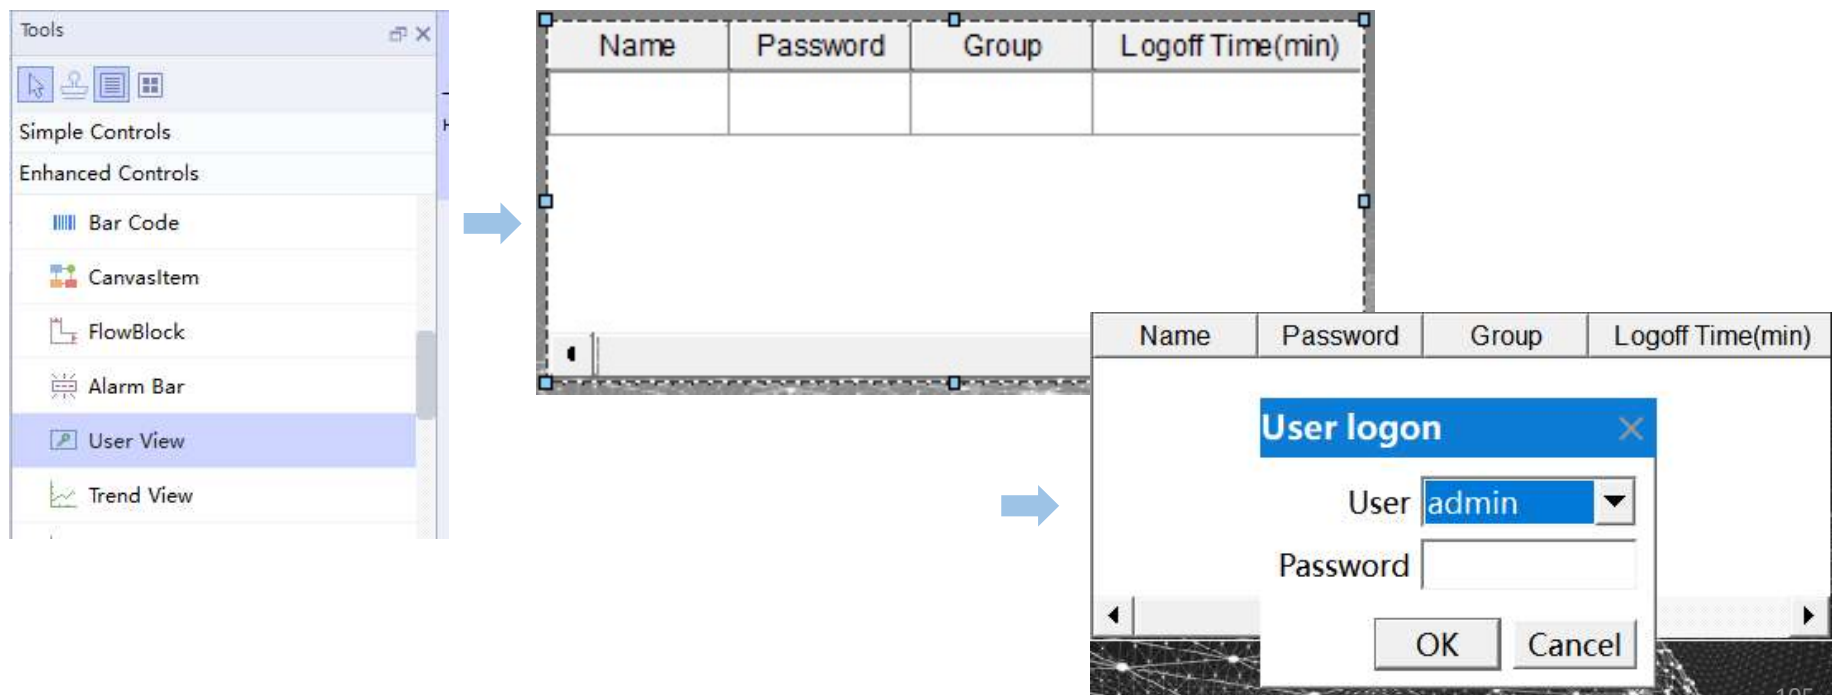 Tools
Simple Controls
Enhanced Controls
Bar Code
CanvasItem
FlowBlock
Alarm Bar
User View
Trend View
Name Password Group Logoff Time(min)
Name Password Group Logoff Time(min)
User logon
User admin
Password
OK Cancel